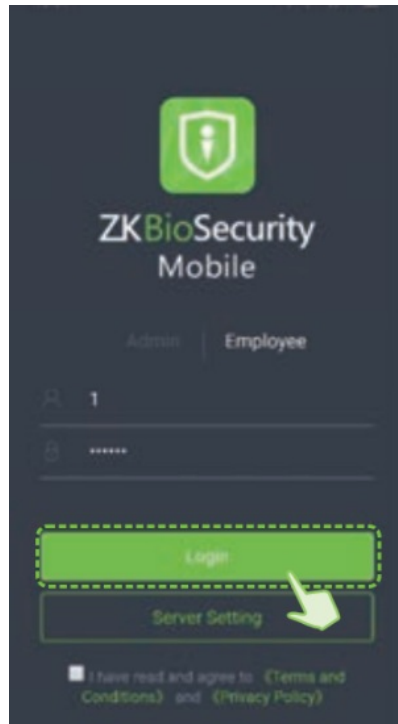 ZKBioSecurity
Mobile
Admin | Employee
1
••••••
Login
Server Setting
I have read and agree to 《Terms and
Conditions》 and 《Privacy Policy》